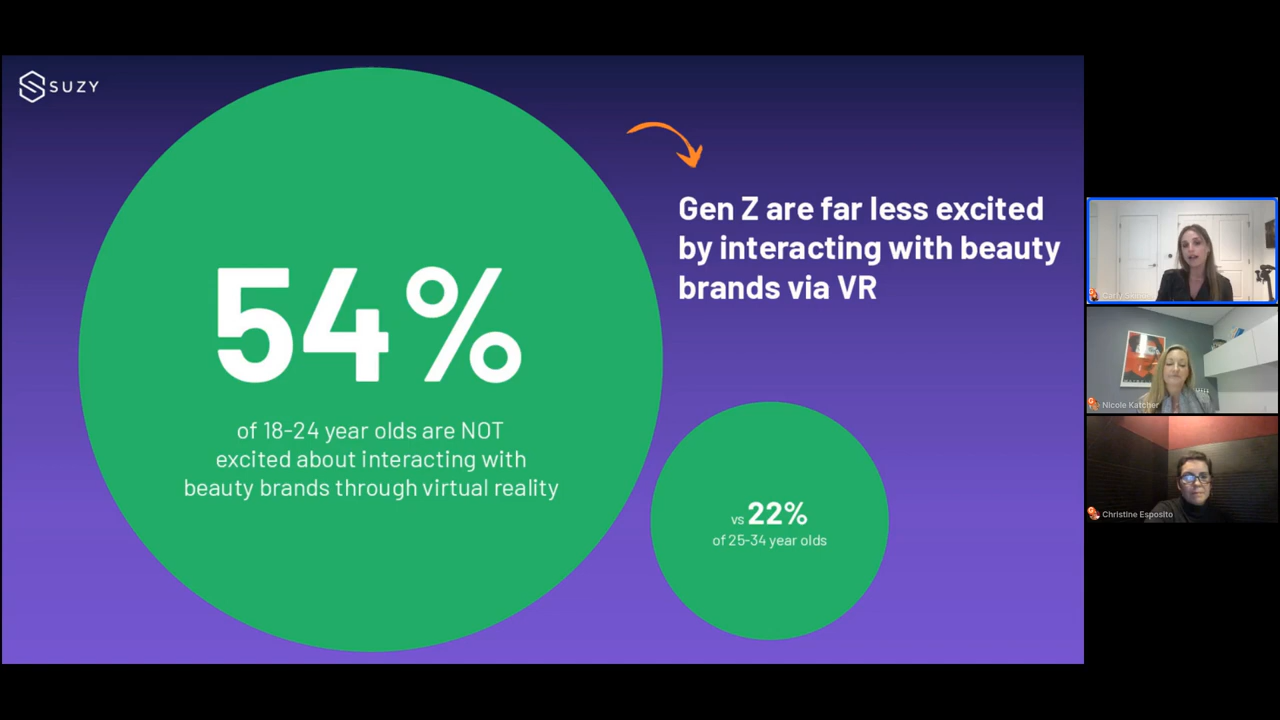 SUZY
54%
of 18-24 year olds are NOT
excited about interacting with
beauty brands through virtual reality
Gen Z are far less excited
by interacting with beauty
brands via VR
vs 22%
of 25-34 year olds
Nicole Katcher
Christine Esposito